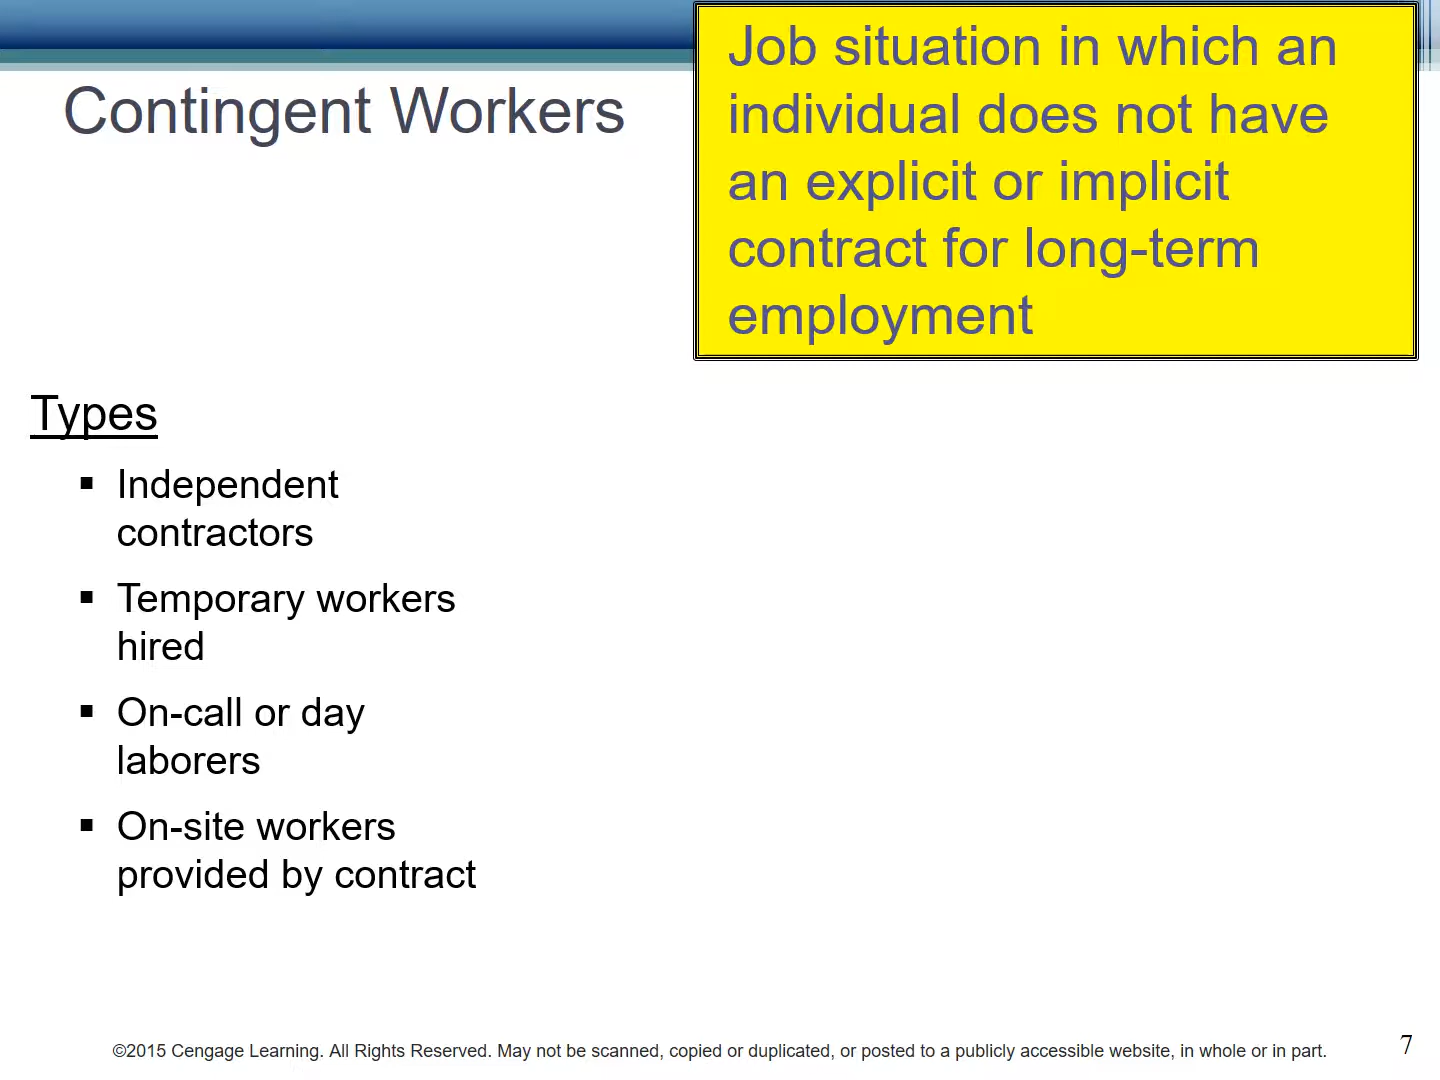 Contingent Workers
Job situation in which an
individual does not have
an explicit or implicit
contract for long-term
employment
Types
▪ Independent
contractors
▪ Temporary workers
hired
▪ On-call or day
laborers
▪ On-site workers
provided by contract
©2015 Cengage Learning. All Rights Reserved. May not be scanned, copied or duplicated, or posted to a publicly accessible website, in whole or in part.
7